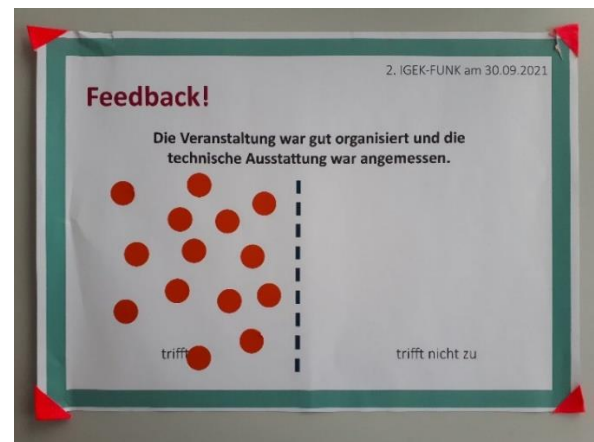 2. IGEK-FUNK am 30.09.2021
Feedback!
Die Veranstaltung war gut organisiert und die
technische Ausstattung war angemessen.
trifft
trifft nicht zu